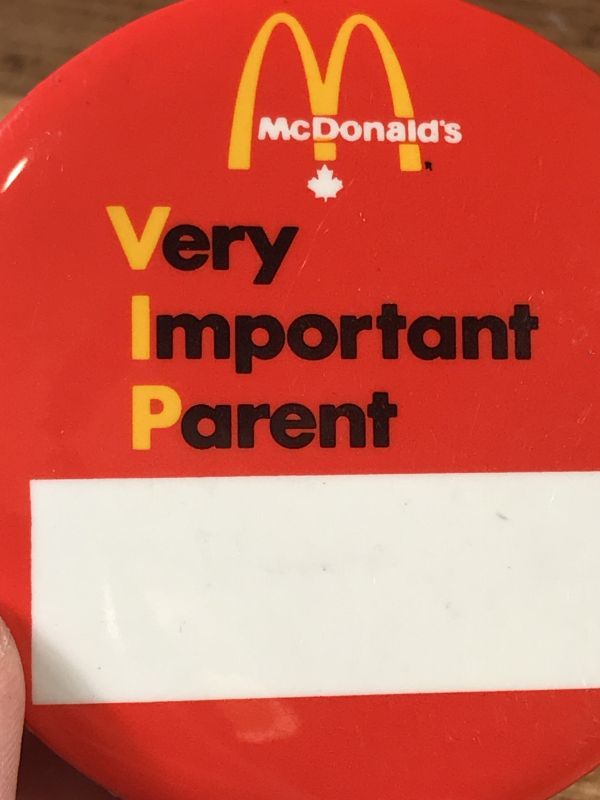 McDonald's
R
Very
Important
Parent